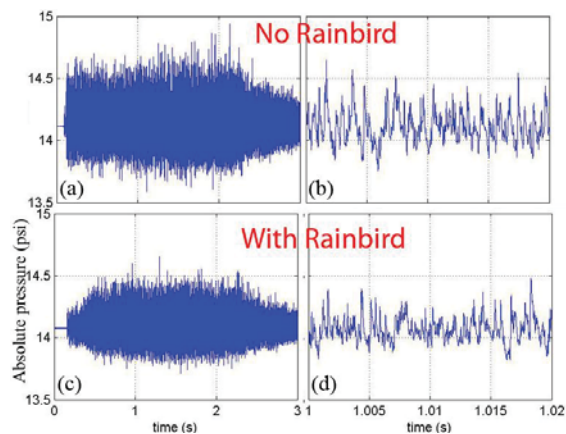 15
14.5
14
13.5
No Rainbird
(a)
(b)
Absolute pressure (psi)
15
14.5
14
13.5
With Rainbird
(c)
(d)
0 1 2 3
time (s)
1 1.005 1.01 1.015 1.02
time (s)